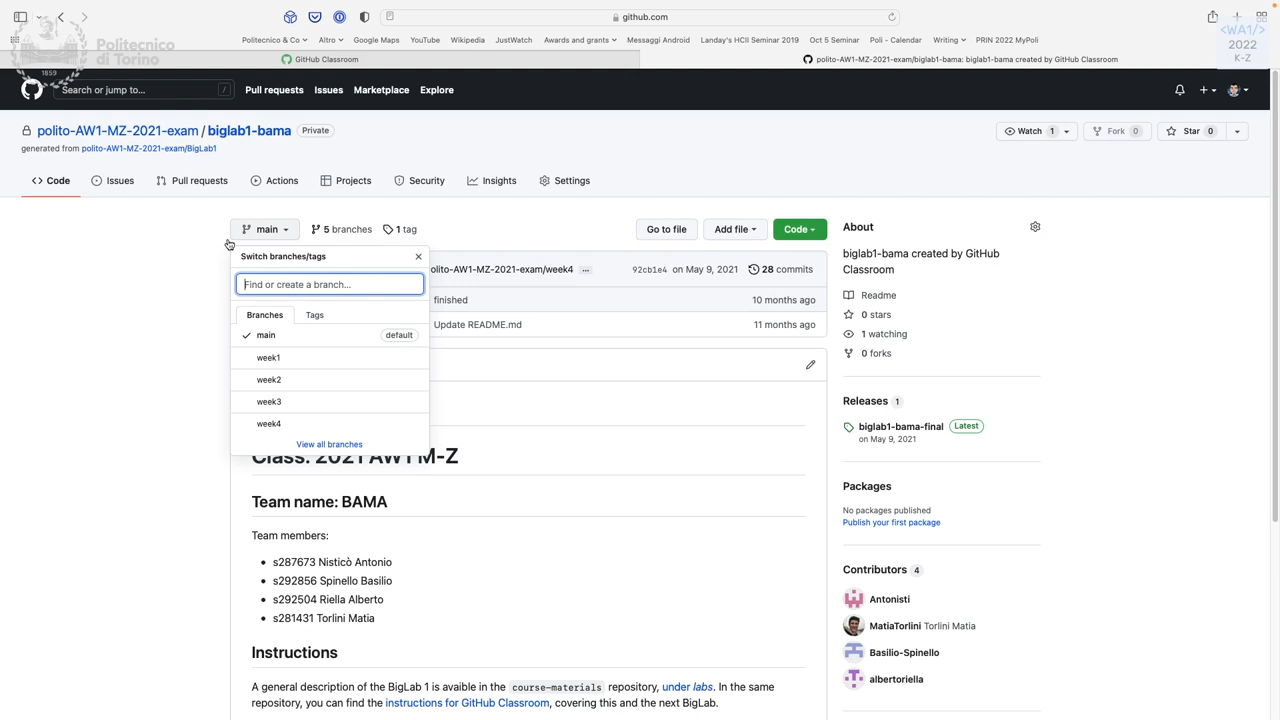 github.com
Politecnico & Co Altro Google Maps YouTube Wikipedia JustWatch Awards and grants Messaggi Android Landay's HCII Seminar 2019 Oct 5 Seminar Poli - Calendar Writing PRIN 2022 MyPoli
<WA1/>
2022
K-Z
Politecnico
di Torino
1859
GitHub Classroom
polito-AW1-MZ-2021-exam/biglab1-bama: biglab1-bama created by GitHub Classroom
Search or jump to... / Pull requests Issues Marketplace Explore
polito-AW1-MZ-2021-exam / biglab1-bama Private
Watch 1 Fork 0 Star 0
generated from polito-AW1-MZ-2021-exam/BigLab1
<> Code Issues Pull requests Actions Projects Security Insights Settings
main 5 branches 1 tag Go to file Add file Code
Switch branches/tags
Find or create a branch...
Branches Tags
main default
week1
week2
week3
week4
View all branches
olito-AW1-MZ-2021-exam/week4 ... 92cb1e4 on May 9, 2021 28 commits
finished 10 months ago
Update README.md 11 months ago
Class: 2021 AW1 M-Z
Team name: BAMA
Team members:
s287673 Nisticò Antonio
s292856 Spinello Basilio
s292504 Riella Alberto
s281431 Torlini Matia
Instructions
A general description of the BigLab 1 is avaible in the course-materials repository, under labs. In the same
repository, you can find the instructions for GitHub Classroom, covering this and the next BigLab.
About
biglab1-bama created by GitHub
Classroom
Readme
0 stars
1 watching
0 forks
Releases 1
biglab1-bama-final Latest
on May 9, 2021
Packages
No packages published
Publish your first package
Contributors 4
Antonisti
MatiaTorlini Torlini Matia
Basilio-Spinello
albertoriella